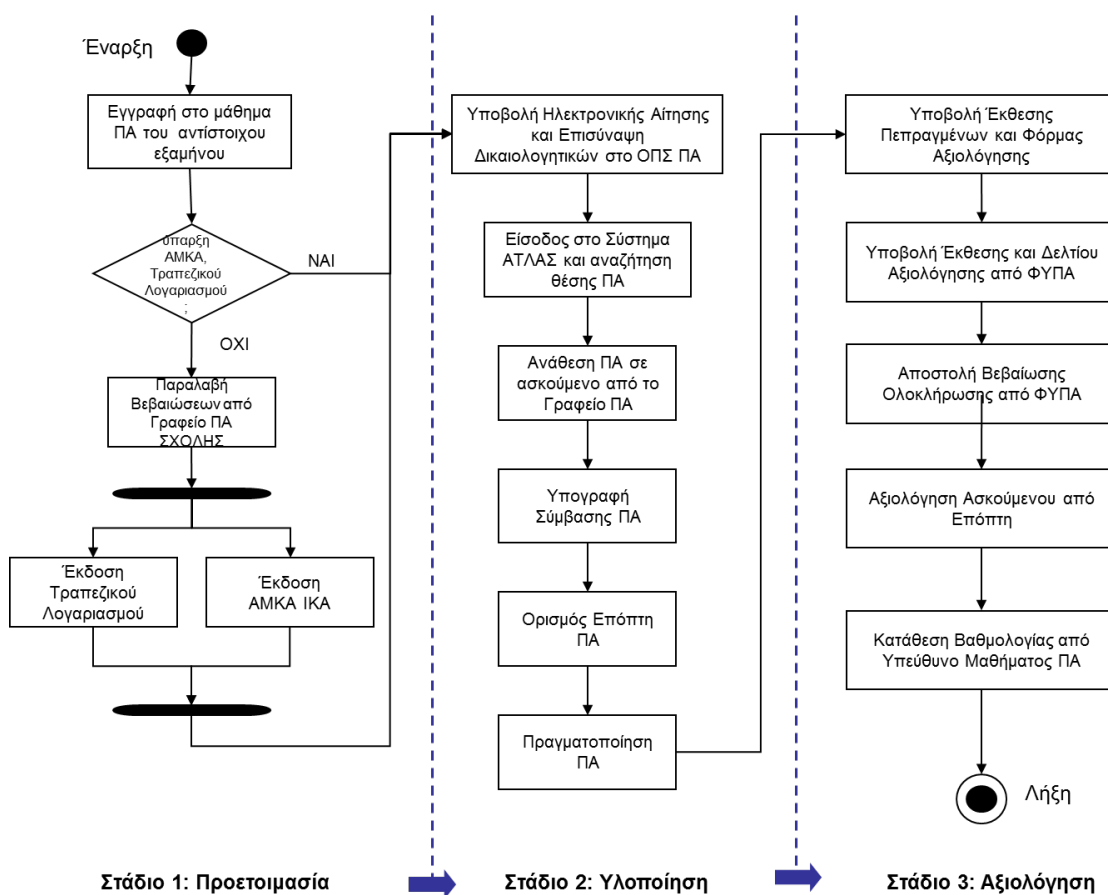 Έναρξη
Εγγραφή στο μάθημα
ΠΑ του αντίστοιχου
εξαμήνου
ύπαρξη
ΑΜΚΑ,
Τραπεζικού
Λογαριασμού
;
ΝΑΙ
ΟΧΙ
Παραλαβή
Βεβαιώσεων από
Γραφείο ΠΑ
ΣΧΟΛΗΣ
Έκδοση
Τραπεζικού
Λογαριασμού
Έκδοση
ΑΜΚΑ ΙΚΑ
Στάδιο 1: Προετοιμασία
Υποβολή Ηλεκτρονικής Αίτησης
και Επισύναψη
Δικαιολογητικών στο ΟΠΣ ΠΑ
Είσοδος στο Σύστημα
ΑΤΛΑΣ και αναζήτηση
θέσης ΠΑ
Ανάθεση ΠΑ σε
ασκούμενο από το
Γραφείο ΠΑ
Υπογραφή
Σύμβασης ΠΑ
Ορισμός Επόπτη
ΠΑ
Πραγματοποίηση
ΠΑ
Στάδιο 2: Υλοποίηση
Υποβολή Έκθεσης
Πεπραγμένων και Φόρμας
Αξιολόγησης
Υποβολή Έκθεσης και Δελτίου
Αξιολόγησης από ΦΥΠΑ
Αποστολή Βεβαίωσης
Ολοκλήρωσης από ΦΥΠΑ
Αξιολόγηση Ασκούμενου από
Επόπτη
Κατάθεση Βαθμολογίας από
Υπεύθυνο Μαθήματος ΠΑ
Λήξη
Στάδιο 3: Αξιολόγηση